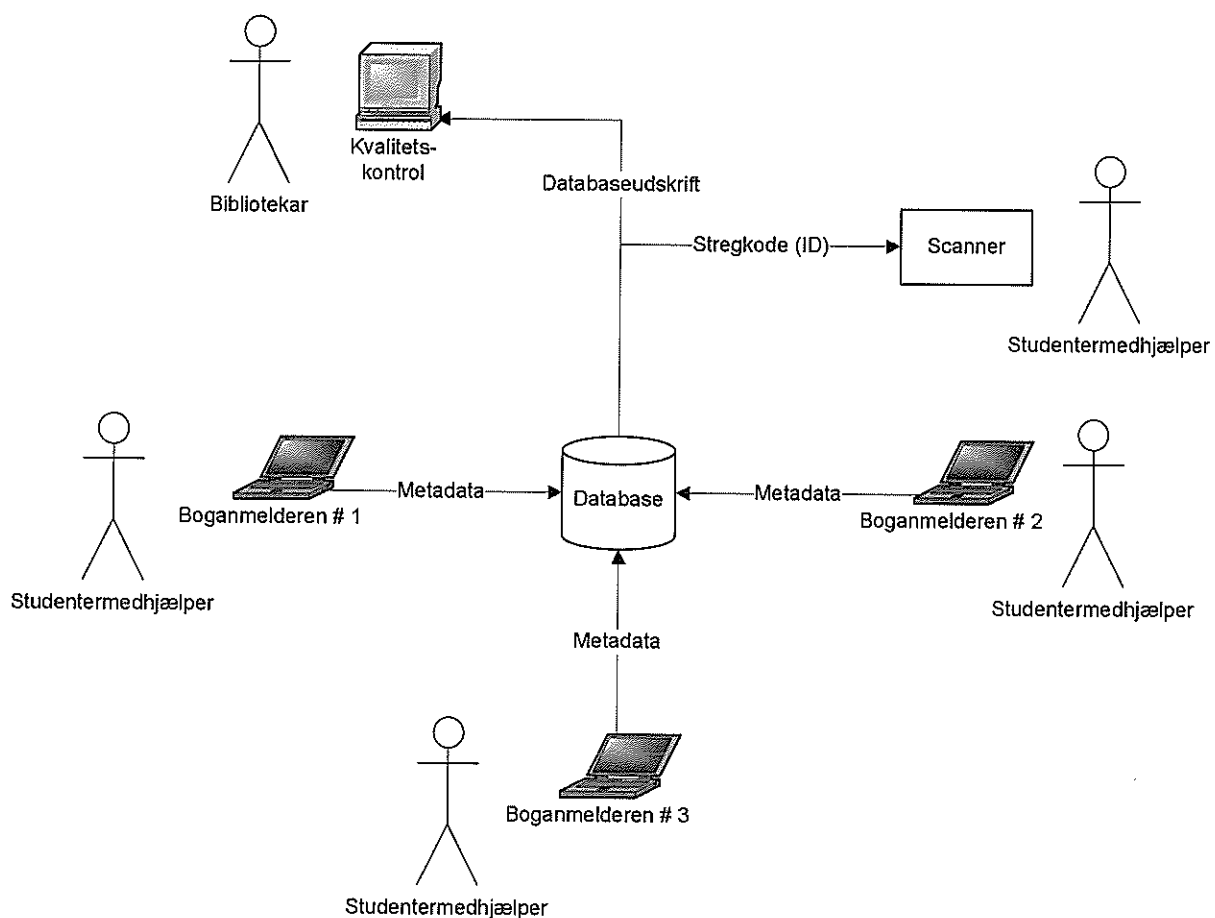 Kvalitets-
kontrol
Bibliotekar
Databaseudskrift
Stregkode (ID)
Scanner
Studentermedhjælper
Metadata
Database
Metadata
Boganmelderen # 1
Boganmelderen # 2
Studentermedhjælper
Studentermedhjælper
Metadata
Boganmelderen # 3
Studentermedhjælper